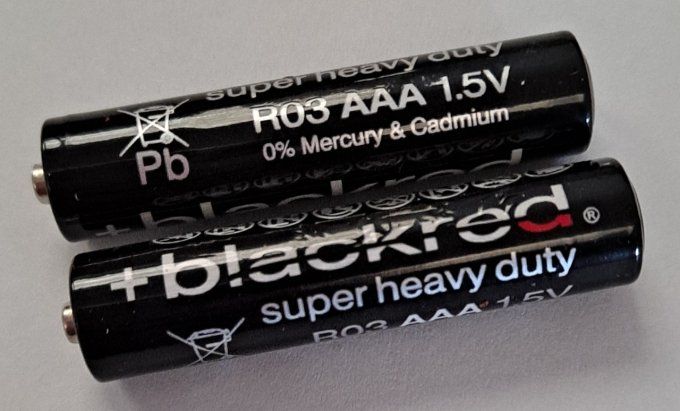 super heavy duty
R03 AAA 1.5V
0% Mercury & Cadmium
Pb
+blackred
+blackred®
super heavy duty
R03 AAA 1.5V